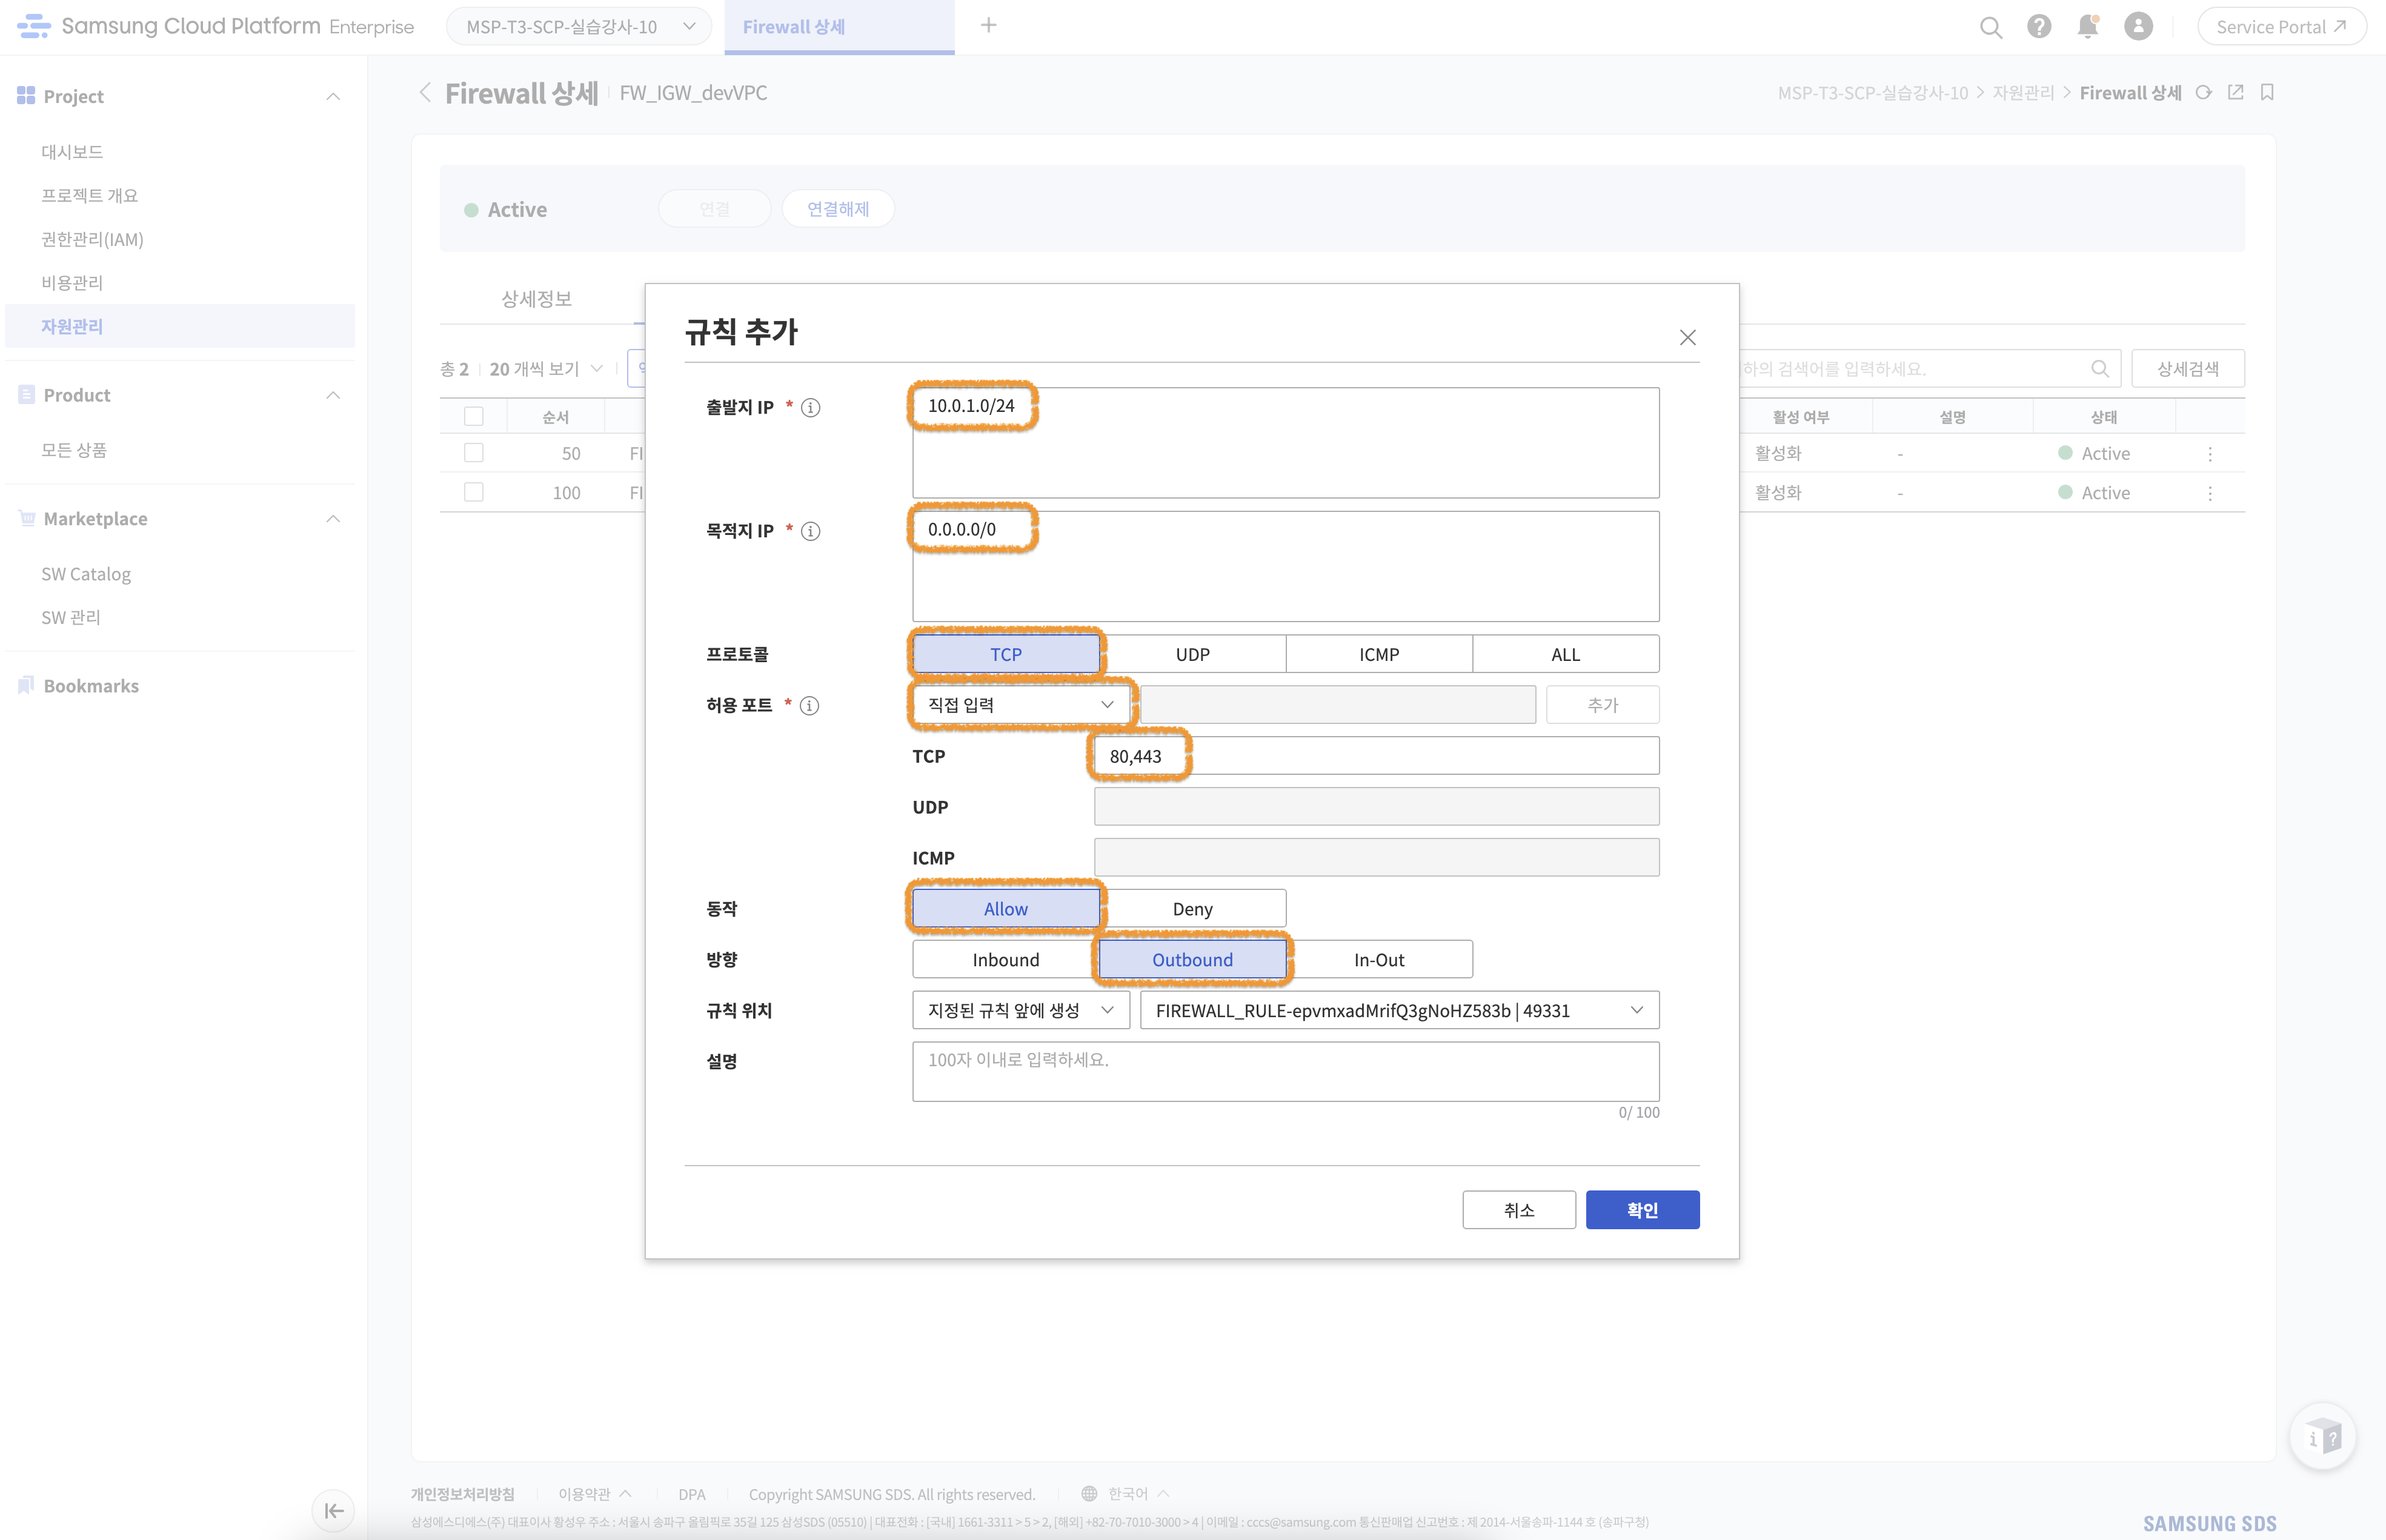 Samsung Cloud Platform Enterprise
MSP-T3-SCP-실습강사-10
Firewall 상세
Service Portal
Project
대시보드
프로젝트 개요
권한관리(IAM)
비용관리
자원관리
Product
모든 상품
Marketplace
SW Catalog
SW 관리
Bookmarks
Firewall 상세 | FW_IGW_devVPC
MSP-T3-SCP-실습강사-10 > 자원관리 > Firewall 상세
Active
연결
연결해제
상세정보
총 2 | 20 개씩 보기
하의 검색어를 입력하세요.
상세검색
순서
활성 여부
설명
상태
50
FI
활성화
-
Active
100
FI
활성화
-
Active
규칙 추가
출발지 IP *
10.0.1.0/24
목적지 IP *
0.0.0.0/0
프로토콜
TCP
UDP
ICMP
ALL
허용 포트 *
직접 입력
추가
TCP
80,443
UDP
ICMP
동작
Allow
Deny
방향
Inbound
Outbound
In-Out
규칙 위치
지정된 규칙 앞에 생성
FIREWALL_RULE-epvmxadMrifQ3gNoHZ583b | 49331
설명
100자 이내로 입력하세요.
0/ 100
취소
확인
개인정보처리방침
이용약관
DPA
Copyright SAMSUNG SDS. All rights reserved.
한국어
삼성에스디에스(주) 대표이사 황성우 주소 : 서울시 송파구 올림픽로 35길 125 삼성SDS (05510) | 대표전화 : [국내] 1661-3311 > 5 > 2, [해외] +82-70-7010-3000 > 4 | 이메일 : cccs@samsung.com 통신판매업 신고번호 : 제 2014-서울송파-1144 호 (송파구청)
SAMSUNG SDS